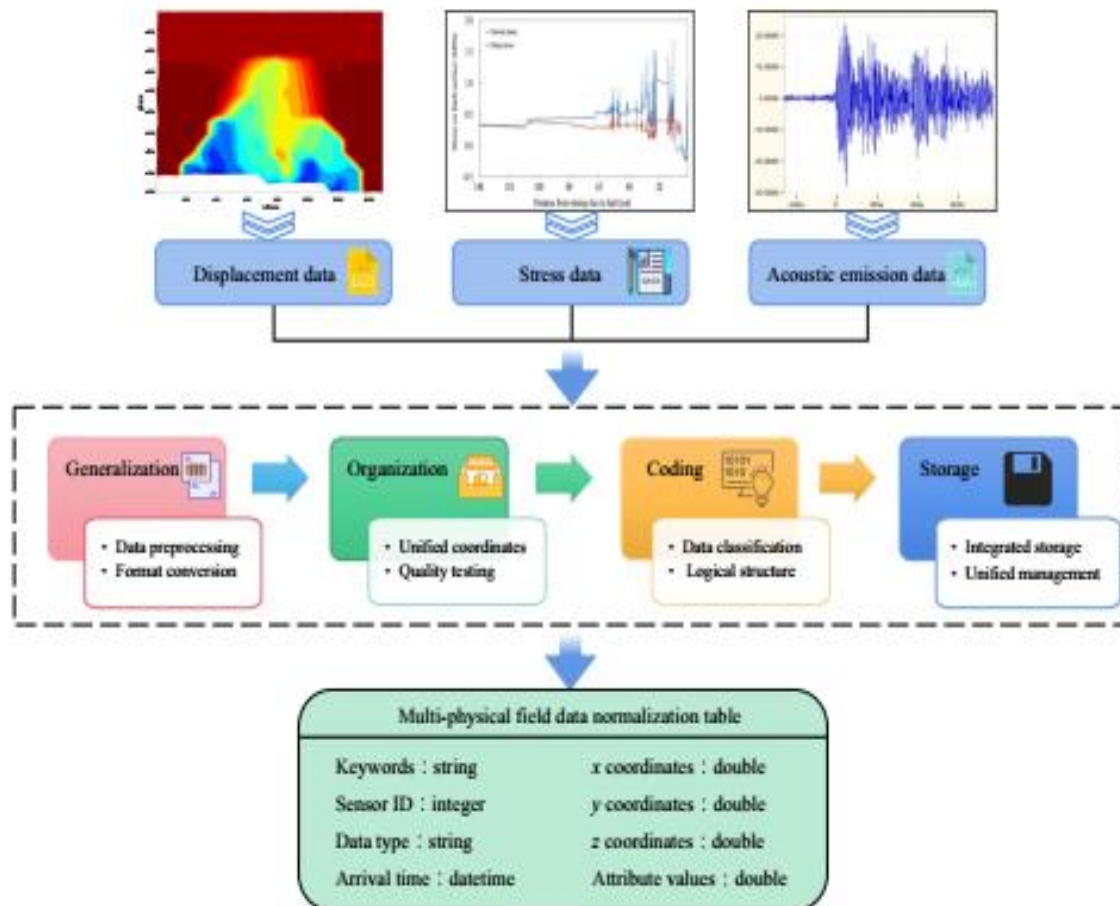 Displacement data
Stress data
Acoustic emission data
Generalization
Organization
Coding
Storage
• Data preprocessing
• Format conversion
• Unified coordinates
• Quality testing
• Data classification
• Logical structure
• Integrated storage
• Unified management
Multi-physical field data normalization table
Keywords：string
x coordinates：double
Sensor ID：integer
y coordinates：double
Data type：string
z coordinates：double
Arrival time：datetime
Attribute values：double